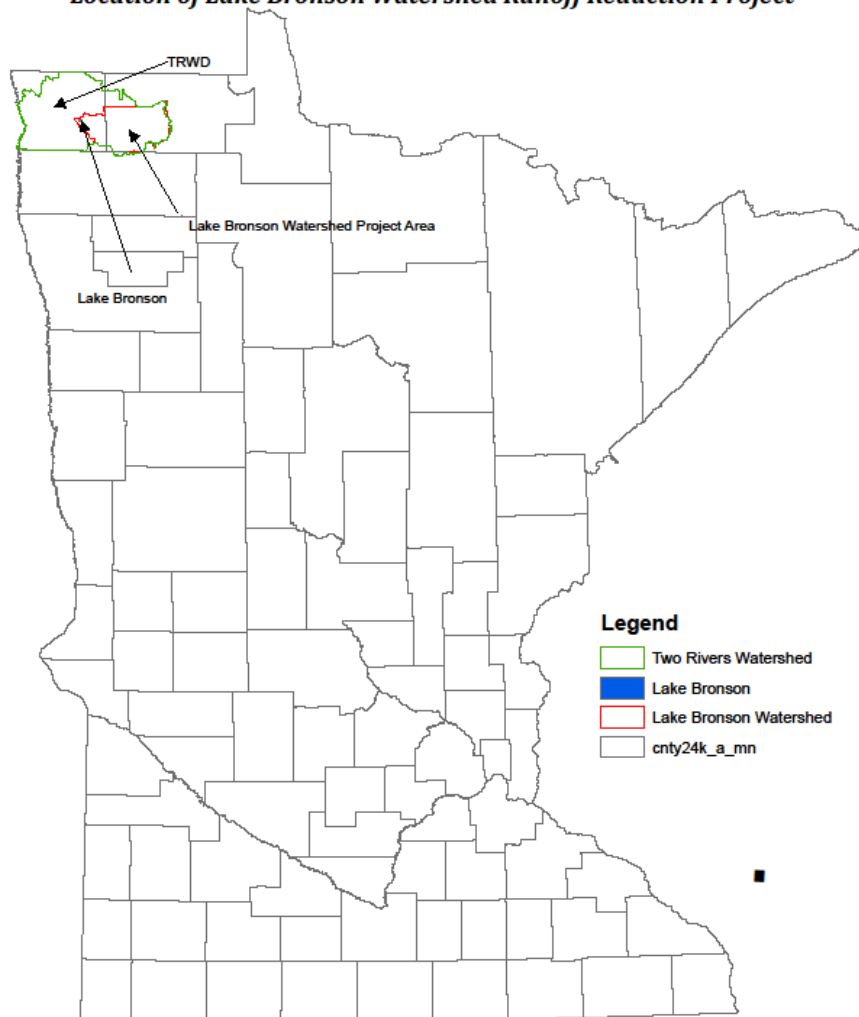 Location of Lake Bronson Watershed Runoff Reduction Project
TRWD
Lake Bronson Watershed Project Area
Lake Bronson
Legend
Two Rivers Watershed
Lake Bronson
Lake Bronson Watershed
cnty24k_a_mn